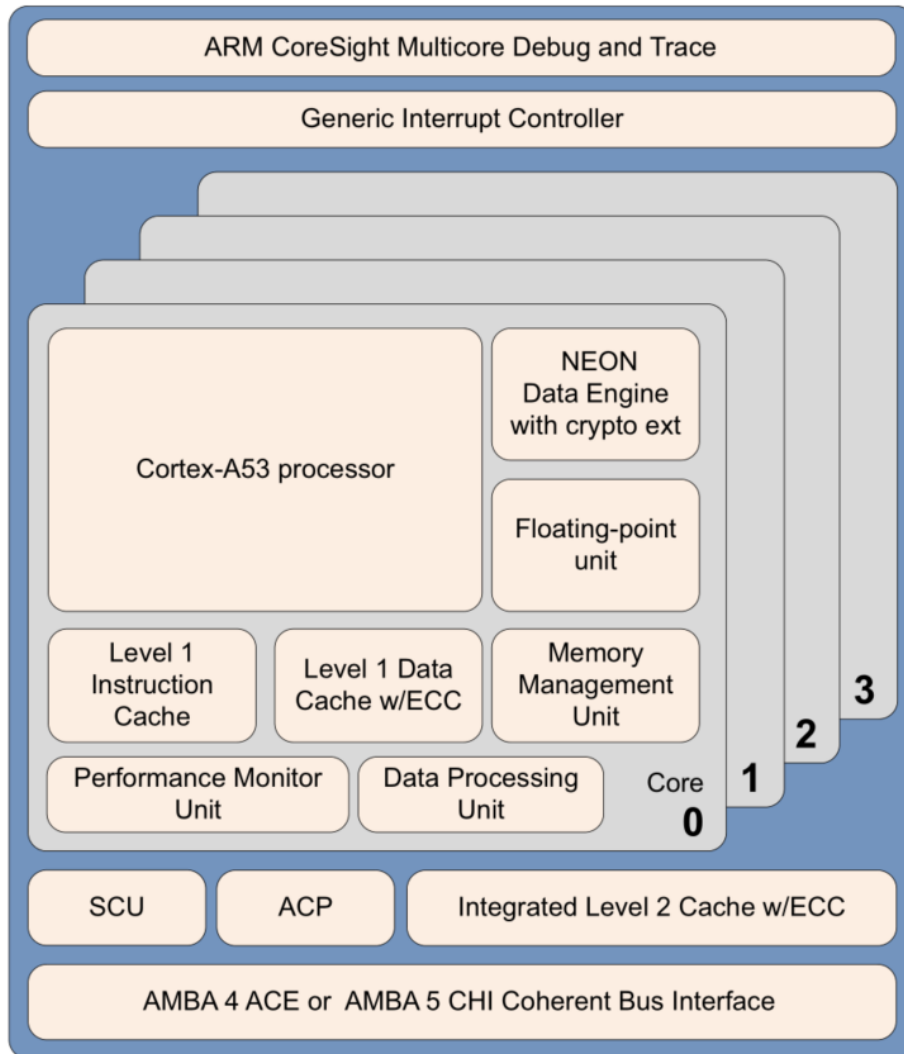 ARM CoreSight Multicore Debug and Trace
Generic Interrupt Controller
Cortex-A53 processor
NEON
Data Engine
with crypto ext
Floating-point
unit
Level 1
Instruction
Cache
Level 1 Data
Cache w/ECC
Memory
Management
Unit
Performance Monitor
Unit
Data Processing
Unit
Core
0
1
2
3
SCU
ACP
Integrated Level 2 Cache w/ECC
AMBA 4 ACE or AMBA 5 CHI Coherent Bus Interface